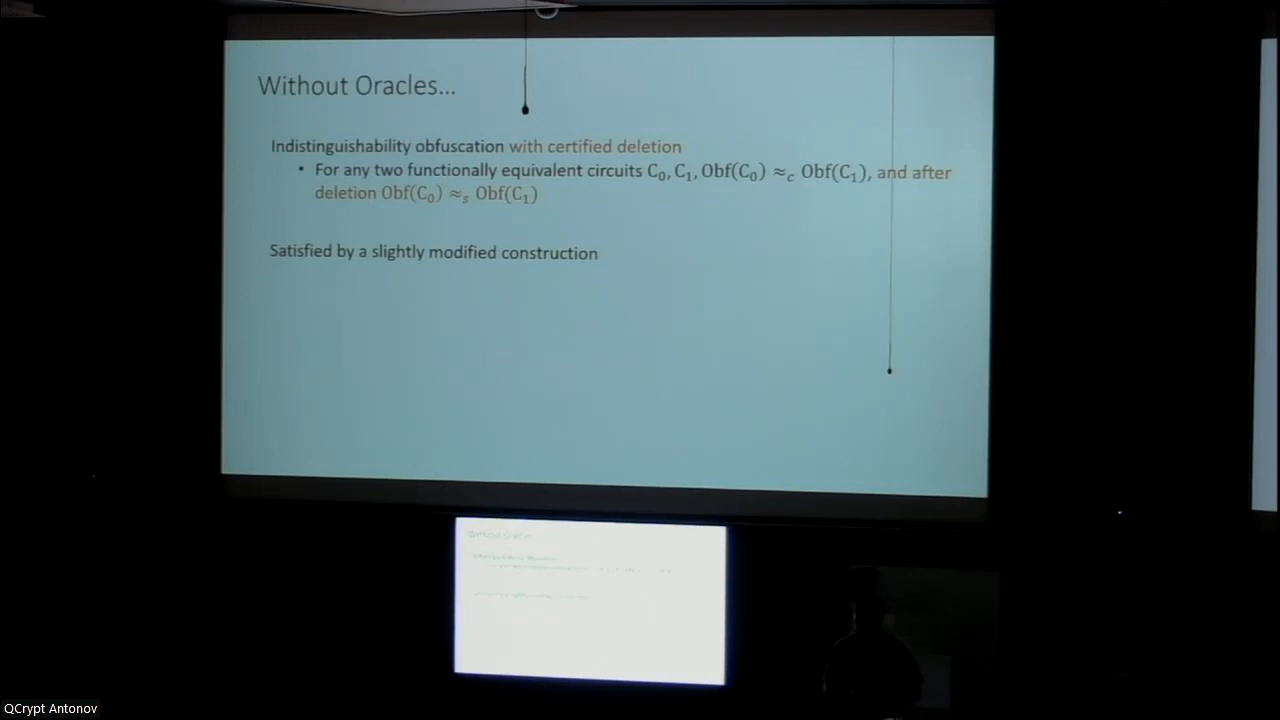 Without Oracles...
Indistinguishability obfuscation with certified deletion
• For any two functionally equivalent circuits C₀, C₁, Obf(C₀) ≈c Obf(C₁), and after
deletion Obf(C₀) ≈s Obf(C₁)
Satisfied by a slightly modified construction
QCrypt Antonov